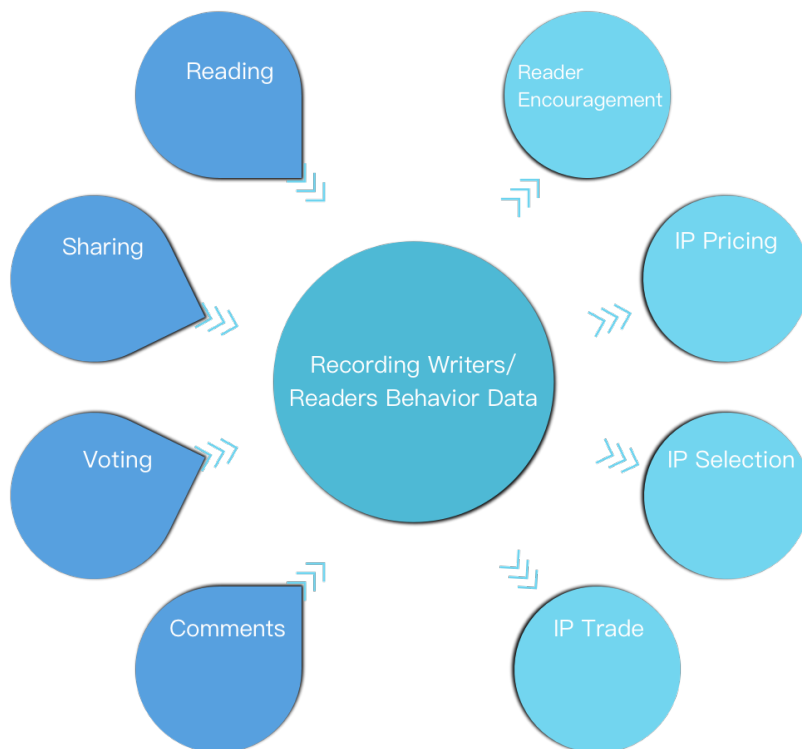 Reading
Reader
Encouragement
Sharing
IP Pricing
Recording Writers/
Readers Behavior Data
Voting
IP Selection
Comments
IP Trade